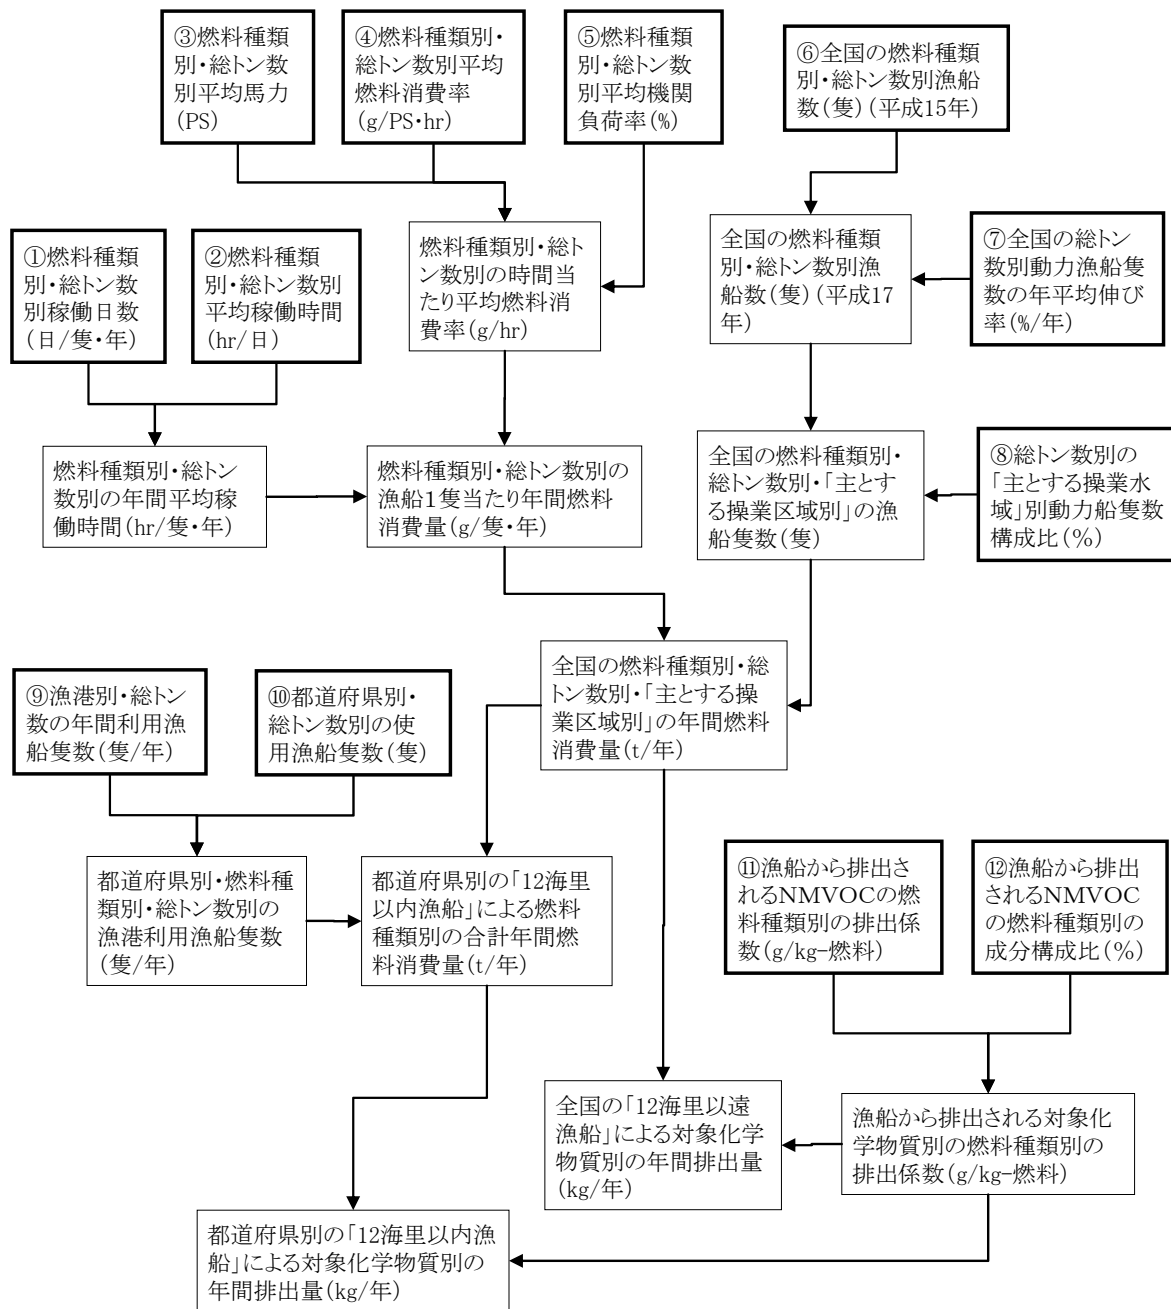 ③燃料種類
別・総トン数
別平均馬力
(PS)
④燃料種類別・
総トン数別平均
燃料消費率
(g/PS・hr)
⑤燃料種類
別・総トン数
別平均機関
負荷率(%)
⑥全国の燃料種類
別・総トン数別漁船
数(隻)(平成15年)
①燃料種類
別・総トン数
別稼働日数
(日/隻・年)
②燃料種類
別・総トン数別
平均稼働時間
(hr/日)
燃料種類別・総ト
ン数別の時間当
たり平均燃料消
費率(g/hr)
全国の燃料種類
別・総トン数別漁
船数(隻)(平成17
年)
⑦全国の総トン
数別動力漁船隻
数の年平均伸び
率(%/年)
燃料種類別・総トン
数別の年間平均稼
働時間(hr/隻・年)
燃料種類別・総トン数別の
漁船1隻当たり年間燃料
消費量(g/隻・年)
全国の燃料種類別・
総トン数別・「主とす
る操業区域別」の漁
船隻数(隻)
⑧総トン数別の
「主とする操業水
域」別動力船隻数
構成比(%)
全国の燃料種類別・総
トン数別・「主とする操
業区域別」の年間燃料
消費量(t/年)
⑨漁港別・総トン
数の年間利用漁
船隻数(隻/年)
⑩都道府県別・
総トン数別の使
用漁船隻数(隻)
都道府県別・燃料種
類別・総トン数別の
漁港利用漁船隻数
(隻/年)
都道府県別の「12海里
以内漁船」による燃料
種類別の合計年間燃
料消費量(t/年)
⑪漁船から排出さ
れるNMVOCの燃
料種類別の排出係
数(g/kg-燃料)
⑫漁船から排出
されるNMVOC
の燃料種類別の
成分構成比(%)
全国の「12海里以遠
漁船」による対象化学
物質別の年間排出量
(kg/年)
漁船から排出される対象化
学物質別の燃料種類別の
排出係数(g/kg-燃料)
都道府県別の「12海里以内漁
船」による対象化学物質別の
年間排出量(kg/年)